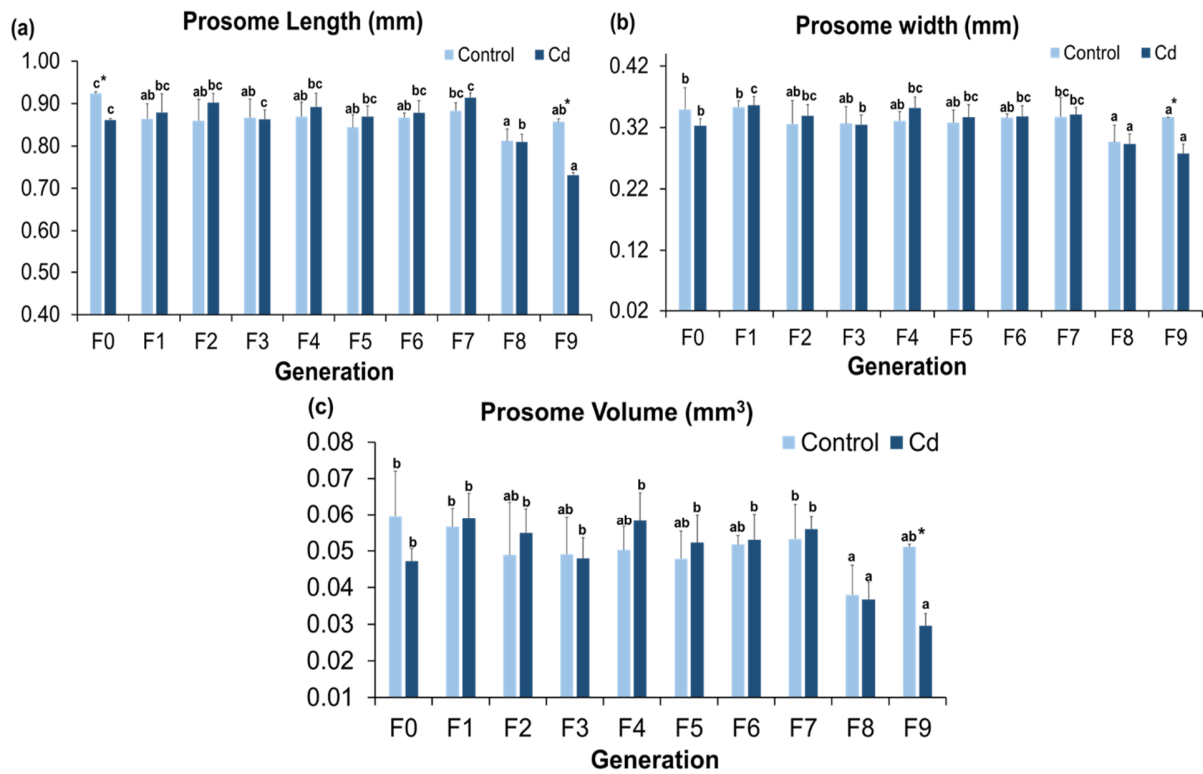 (a)
Prosome Length (mm)
Control Cd
1.00
0.90
0.80
0.70
0.60
0.50
0.40
c* c ab bc ab bc ab c ab bc ab bc ab bc bc c a b ab* a
F0 F1 F2 F3 F4 F5 F6 F7 F8 F9
Generation
(b)
Prosome width (mm)
Control Cd
0.42
0.32
0.22
0.12
0.02
b b b c ab bc ab b ab bc ab bc ab bc bc bc a a a* a
F0 F1 F2 F3 F4 F5 F6 F7 F8 F9
Generation
(c)
Prosome Volume (mm³)
Control Cd
0.08
0.07
0.06
0.05
0.04
0.03
0.02
0.01
b b b b ab b ab b ab b ab b ab b b b a a ab* a
F0 F1 F2 F3 F4 F5 F6 F7 F8 F9
Generation